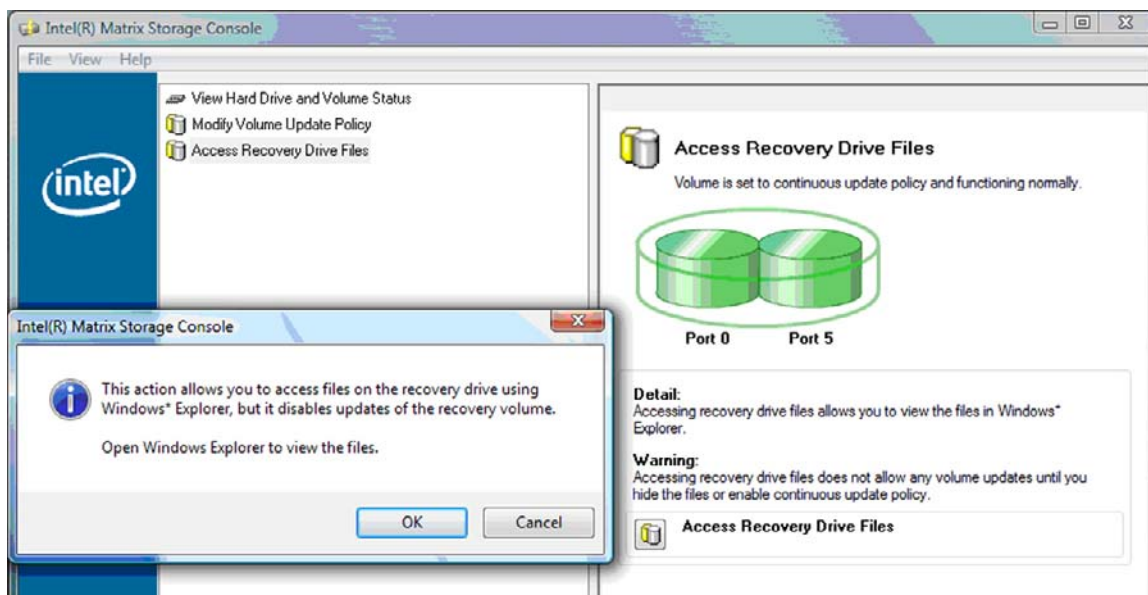 Intel(R) Matrix Storage Console
File View Help
intel
View Hard Drive and Volume Status
Modify Volume Update Policy
Access Recovery Drive Files
Access Recovery Drive Files
Volume is set to continuous update policy and functioning normally.
Port 0 Port 5
Detail:
Accessing recovery drive files allows you to view the files in Windows*
Explorer.
Warning:
Accessing recovery drive files does not allow any volume updates until you
hide the files or enable continuous update policy.
Access Recovery Drive Files
Intel(R) Matrix Storage Console
This action allows you to access files on the recovery drive using
Windows* Explorer, but it disables updates of the recovery volume.
Open Windows Explorer to view the files.
OK Cancel